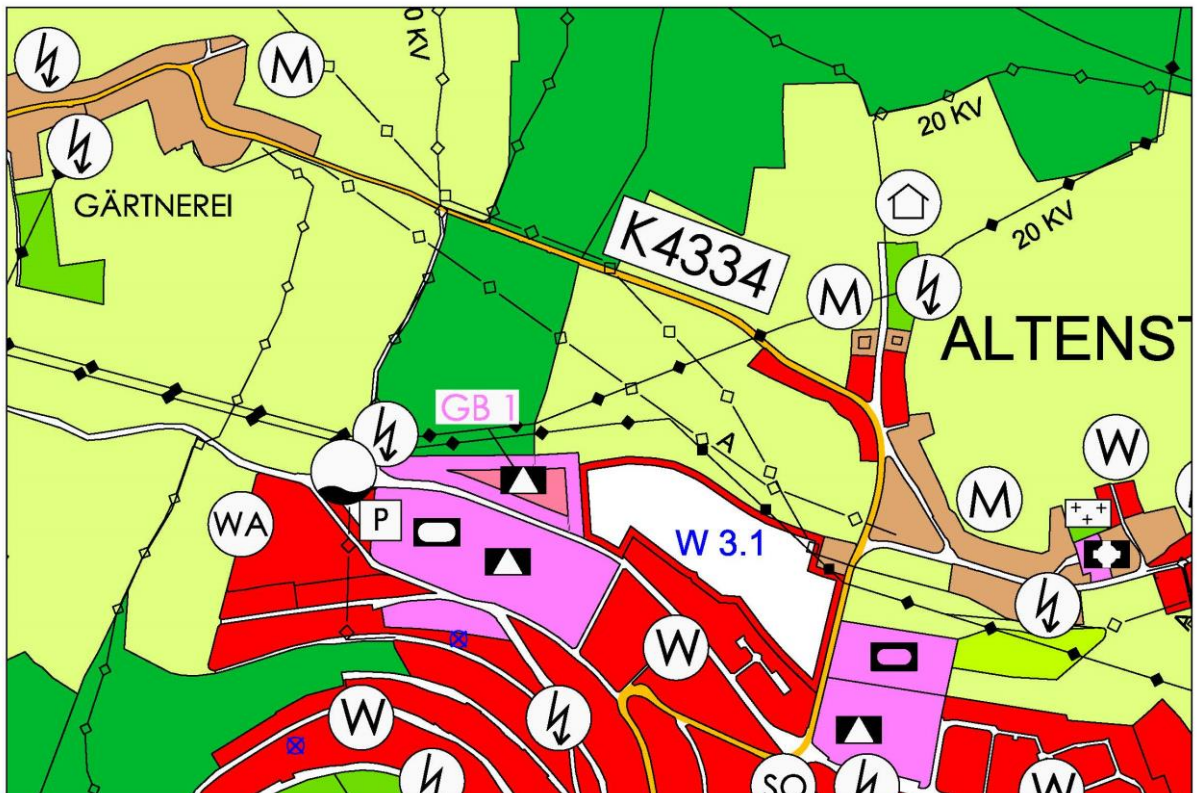 20 KV
M
20 KV
GÄRTNEREI
20 KV
K4334
M
ALTENST
GB 1
W
M
WA
P
W 3.1
A
W
W
SO
W